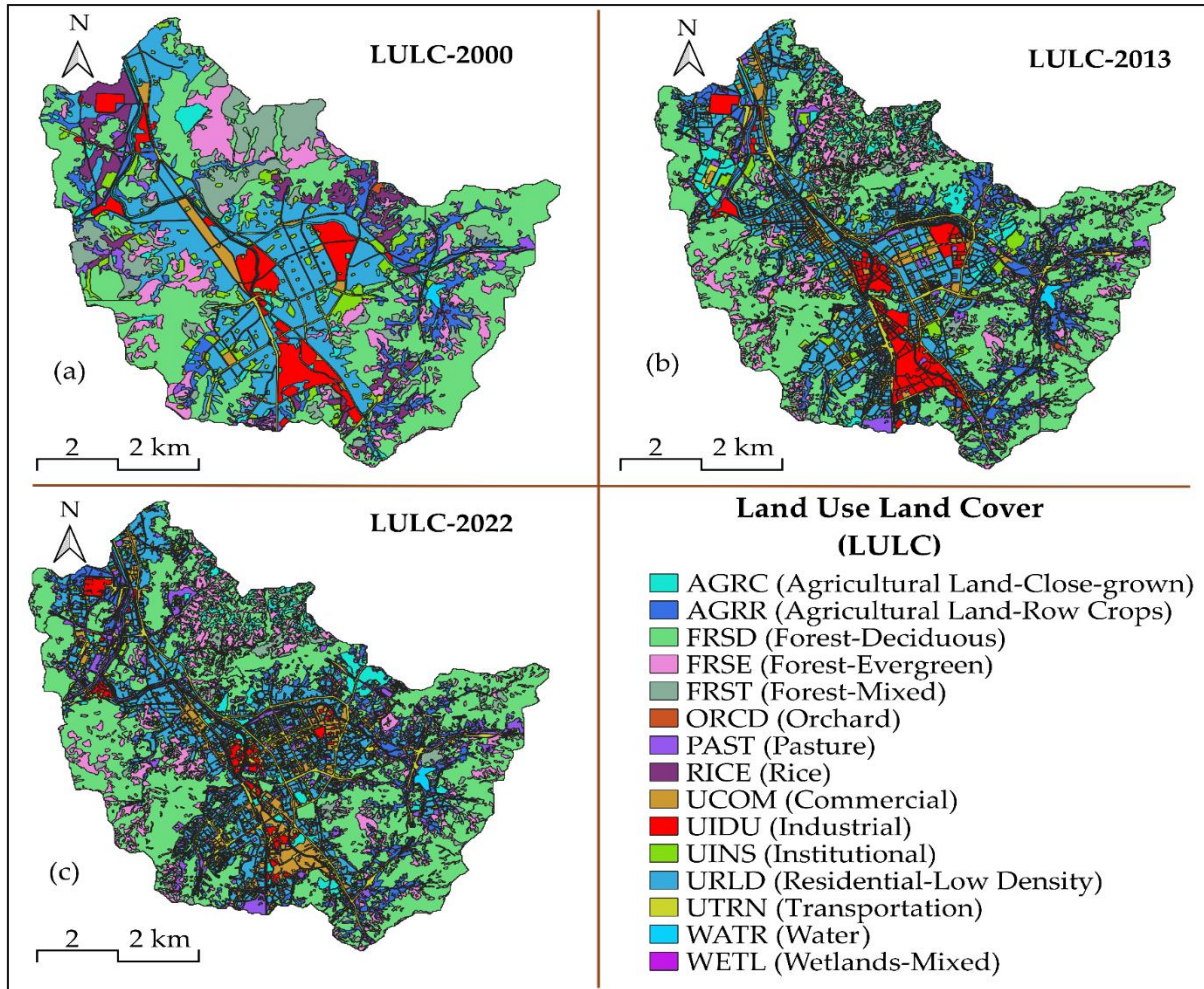 N
LULC-2000
(a)
2 2 km
N
LULC-2013
(b)
2 2 km
N
LULC-2022
(c)
2 2 km
Land Use Land Cover
(LULC)
AGRC (Agricultural Land-Close-grown)
AGRR (Agricultural Land-Row Crops)
FRSD (Forest-Deciduous)
FRSE (Forest-Evergreen)
FRST (Forest-Mixed)
ORCD (Orchard)
PAST (Pasture)
RICE (Rice)
UCOM (Commercial)
UIDU (Industrial)
UINS (Institutional)
URLD (Residential-Low Density)
UTRN (Transportation)
WATR (Water)
WETL (Wetlands-Mixed)